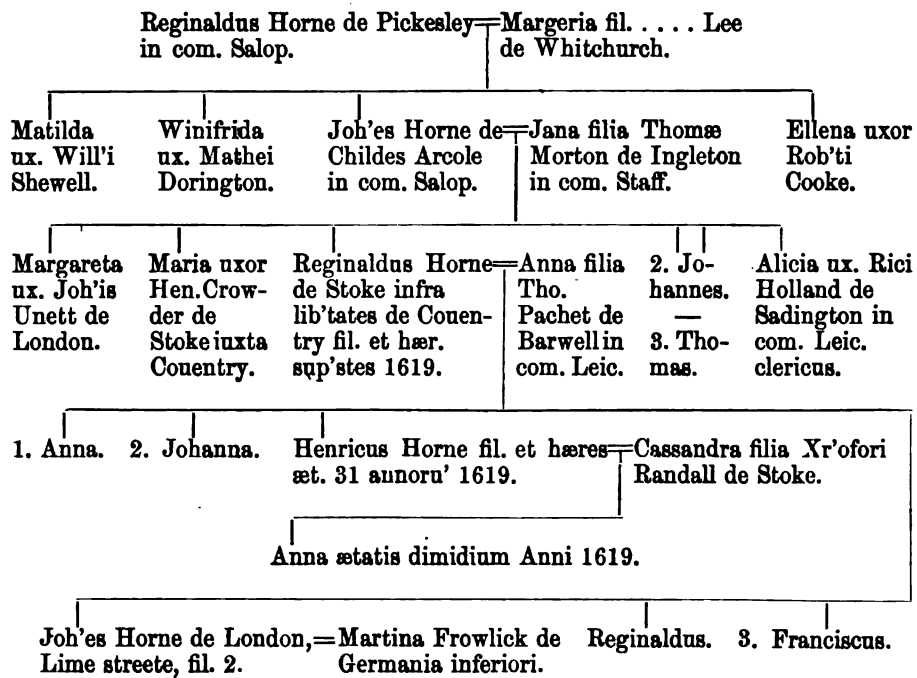 Reginaldus Horne de Pickesley
in com. Salop.
Margeria fil. . . . . . Lee
de Whitchurch.
Matilda
ux. Will'i
Shewell.
Winifrida
ux. Mathei
Dorington.
Joh'es Horne de
Childes Arcole
in com. Salop.
Jana filia Thomæ
Morton de Ingleton
in com. Staff.
Ellena uxor
Rob'ti
Cooke.
Margareta
ux. Joh'is
Unett de
London.
Maria uxor
Hen. Crow-
der de
Stoke iuxta
Couentry.
Reginaldus Horne
de Stoke infra
lib'tates de Couen-
try fil. et hær.
sup'stes 1619.
Anna filia
Tho.
Pachet de
Barwell in
com. Leic.
2. Jo-
hannes.
—
3. Tho-
mas.
Alicia ux. Rici
Holland de
Sadington in
com. Leic.
clericus.
1. Anna.
2. Johanna.
Henricus Horne fil. et hæres
æt. 31 annoru' 1619.
Cassandra filia Xr'ofori
Randall de Stoke.
Anna ætatis dimidium Anni 1619.
Joh'es Horne de London,
Lime streete, fil. 2.
Martina Frowlick de
Germania inferiori.
Reginaldus.
3. Franciscus.